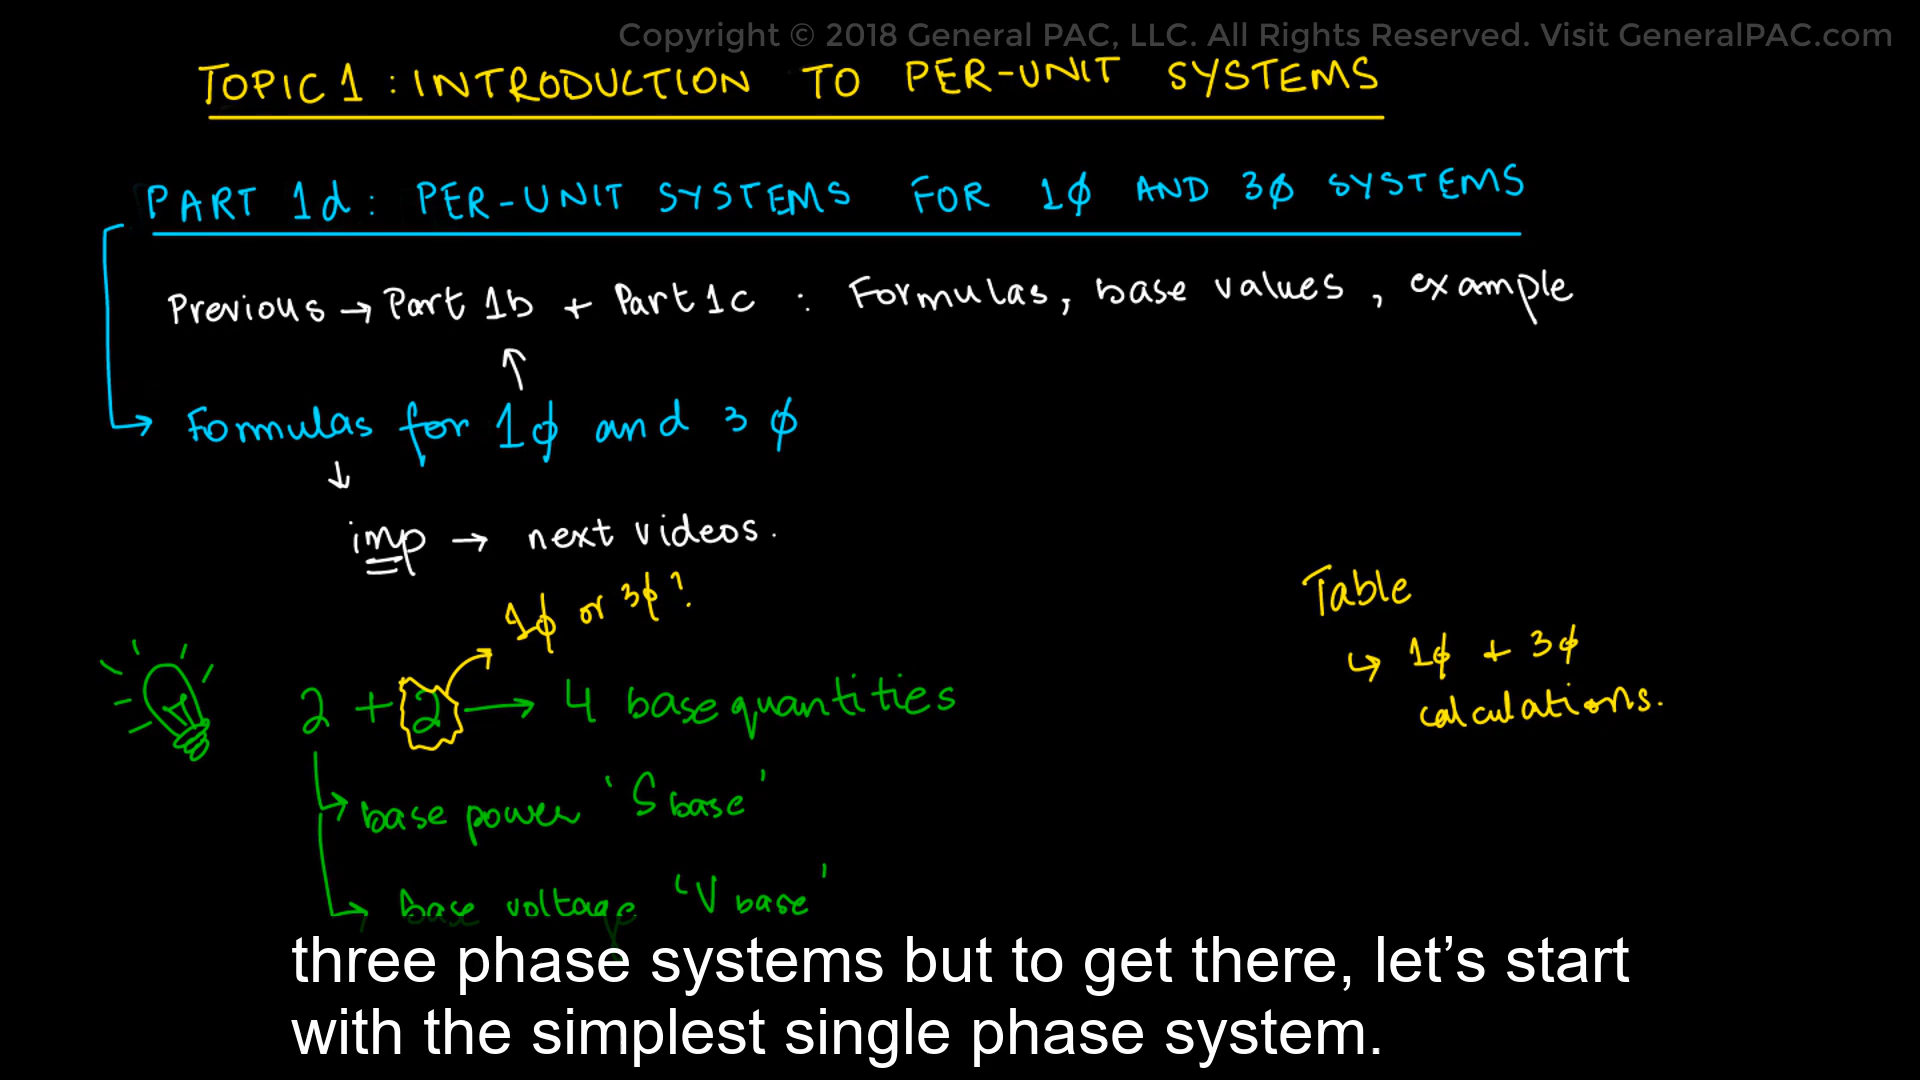 Copyright © 2018 General PAC, LLC. All Rights Reserved. Visit GeneralPAC.com
TOPIC 1 : INTRODUCTION TO PER-UNIT SYSTEMS
PART 1d : PER-UNIT SYSTEMS FOR 1ϕ AND 3ϕ SYSTEMS
Previous → Part 1b + Part 1c : Formulas, base values, example
Formulas for 1ϕ and 3ϕ
imp → next videos.
1ϕ or 3ϕ?
2 + 2 → 4 base quantities
base power 'S base'
base voltage 'V base'
Table
↳ 1ϕ + 3ϕ
calculations.
three phase systems but to get there, let’s start
with the simplest single phase system.